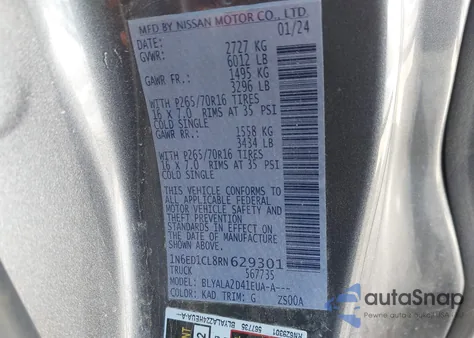 MFD BY NISSAN MOTOR CO., LTD.
DATE: 01/24
GVWR: 2727 KG
6012 LB
GAWR FR.: 1495 KG
3296 LB
WITH P265/70R16 TIRES
16 X 7.0 RIMS AT 35 PSI
COLD SINGLE
GAWR RR.: 1558 KG
3434 LB
WITH P265/70R16 TIRES
16 X 7.0 RIMS AT 35 PSI
COLD SINGLE
THIS VEHICLE CONFORMS TO
ALL APPLICABLE FEDERAL
MOTOR VEHICLE SAFETY AND
THEFT PREVENTION
STANDARDS IN EFFECT ON
THE DATE OF MANUFACTURE
SHOWN ABOVE.
1N6ED1CL8RN629301
TRUCK 567735
MODEL: BLYALA2D41EUA-A---
COLOR: KAD TRIM: G ZS00A
RN629301 567735 BLYALA2Z4HEUA-A--
autoSnap